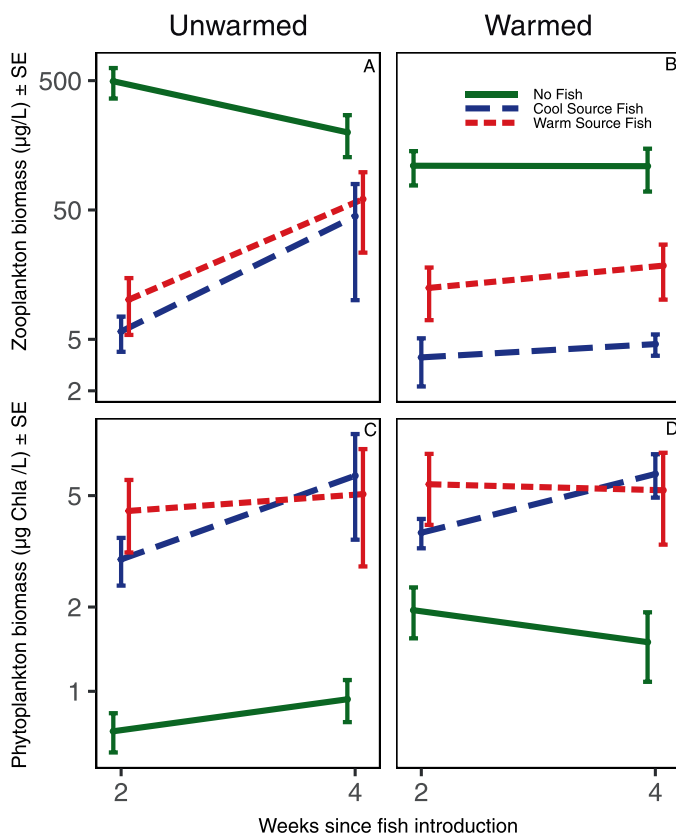 Unwarmed
Warmed
Zooplankton biomass (µg/L) ± SE
500
50
5
2
A
B
No Fish
Cool Source Fish
Warm Source Fish
Phytoplankton biomass (µg Chla /L) ± SE
5
2
1
C
D
2
4
2
4
Weeks since fish introduction